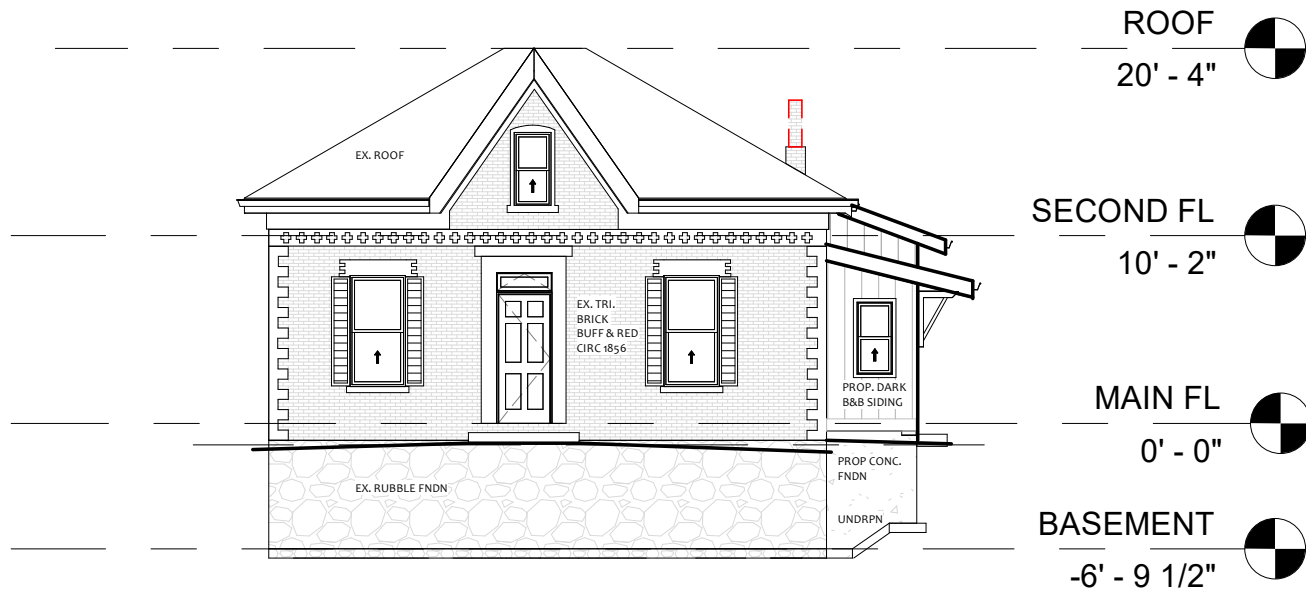 ROOF
20' - 4"
EX. ROOF
SECOND FL
10' - 2"
EX. TRI.
BRICK
BUFF & RED
CIRC 1856
PROP. DARK
B&B SIDING
MAIN FL
0' - 0"
PROP CONC.
FNDN
EX. RUBBLE FNDN
UNDRPN
BASEMENT
-6' - 9 1/2"